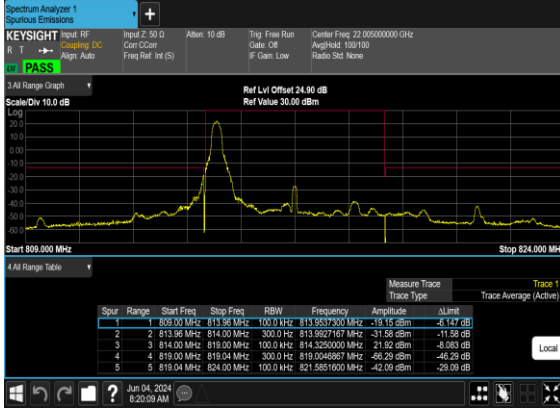 Spectrum Analyzer 1
Spurious Emissions
+
KEYSIGHT Input: RF Input Z: 50 Ω Atten: 10 dB Trig: Free Run Center Freq: 22.005000000 GHz
R T Coupling: DC Corr CCorr Gate: Off Avg|Hold: 100/100
Align: Auto Freq Ref: Int (S) IF Gain: Low Radio Std: None
LXI PASS
3 All Range Graph
Ref Lvl Offset 24.90 dB
Scale/Div 10.0 dB Ref Value 30.00 dBm
Log
20.0
10.0
0.00
-10.0
-20.0
-30.0
-40.0
-50.0
-60.0
Start 809.000 MHz Stop 824.000 MH
4 All Range Table
Measure Trace Trace 1
Trace Type Trace Average (Active)
Spur Range Start Freq Stop Freq RBW Frequency Amplitude ΔLimit
1 1 809.00 MHz 813.96 MHz 100.0 kHz 813.9537300 MHz -19.15 dBm -6.147 dB
2 2 813.96 MHz 814.00 MHz 300.0 Hz 813.9927167 MHz -31.58 dBm -11.58 dB
3 3 814.00 MHz 819.00 MHz 100.0 kHz 814.3250000 MHz 21.92 dBm -8.083 dB
4 4 819.00 MHz 819.04 MHz 300.0 Hz 819.0046867 MHz -66.29 dBm -46.29 dB
5 5 819.04 MHz 824.00 MHz 100.0 kHz 821.5851600 MHz -42.09 dBm -29.09 dB
Local
? Jun 04, 2024
8:20:09 AM